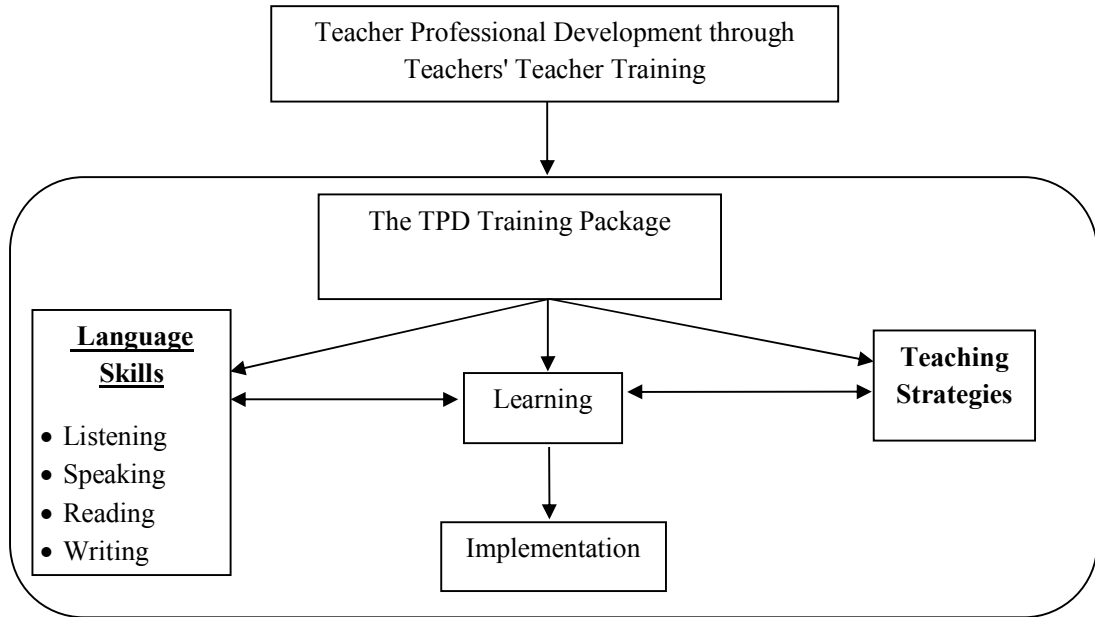 Teacher Professional Development through
Teachers' Teacher Training
The TPD Training Package
Language
Skills
• Listening
• Speaking
• Reading
• Writing
Learning
Teaching
Strategies
Implementation